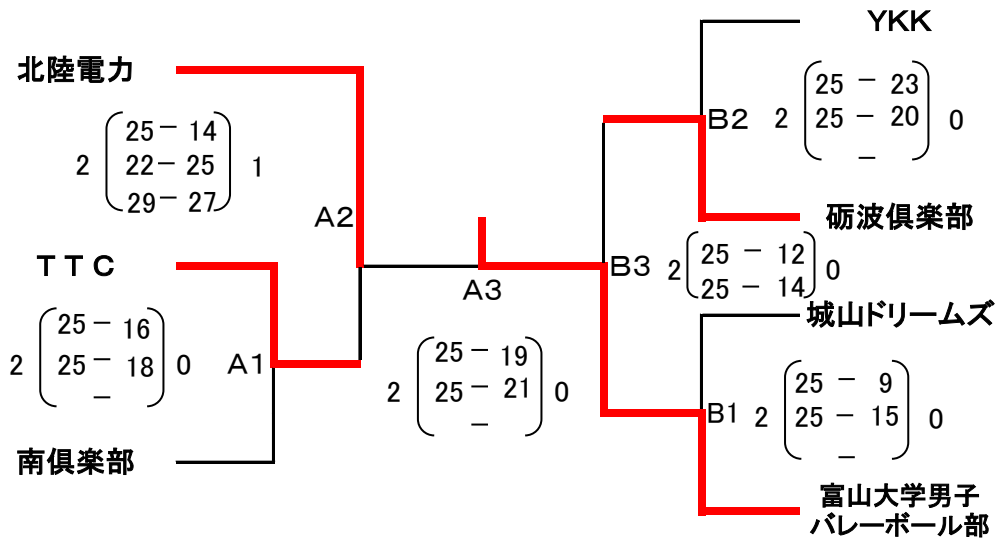 北陸電力
25－14
2 22－25 1
29－27
A2
TTC
25－16
2 25－18 0
－
A1
南倶楽部
A3
25－19
2 25－21 0
－
YKK
25－23
B2 2 25－20 0
－
砺波倶楽部
B3 2 25－12 0
25－14
城山ドリームズ
25－9
B1 2 25－15 0
－
富山大学男子
バレーボール部